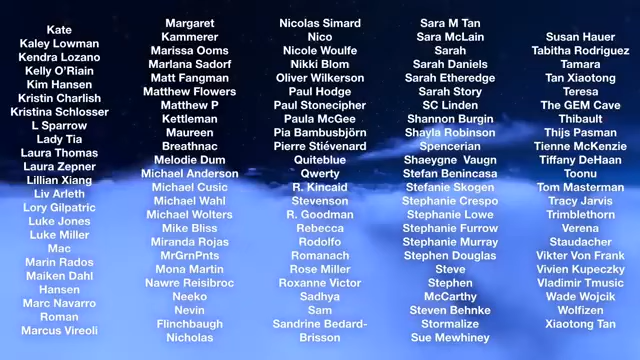 Kate
Kaley Lowman
Kendra Lozano
Kelly O'Riain
Kim Hansen
Kristin Charlish
Kristina Schlosser
L Sparrow
Lady Tia
Laura Thomas
Laura Zepner
Lillian Xiang
Liv Arleth
Lory Gilpatric
Luke Jones
Luke Miller
Mac
Marin Rados
Maiken Dahl
Hansen
Marc Navarro
Roman
Marcus Vireoli
Margaret
Kammerer
Marissa Ooms
Marlana Sadorf
Matt Fangman
Matthew Flowers
Matthew P
Kettleman
Maureen
Breathnac
Melodie Dum
Michael Anderson
Michael Cusic
Michael Wahl
Michael Wolters
Mike Bliss
Miranda Rojas
MrGrnPnts
Mona Martin
Nawre Reisibroc
Neeko
Nevin
Flinchbaugh
Nicholas
Nicolas Simard
Nico
Nicole Woulfe
Nikki Blom
Oliver Wilkerson
Paul Hodge
Paul Stonecipher
Paula McGee
Pia Bambusbjörn
Pierre Stiévenard
Quiteblue
Qwerty
R. Kincaid
Stevenson
R. Goodman
Rebecca
Rodolfo
Romanach
Rose Miller
Roxanne Victor
Sadhya
Sam
Sandrine Bedard-
Brisson
Sara M Tan
Sara McLain
Sarah
Sarah Daniels
Sarah Etheredge
Sarah Story
SC Linden
Shannon Burgin
Shayla Robinson
Spencerian
Shaeygne  Vaugn
Stefan Benincasa
Stefanie Skogen
Stephanie Crespo
Stephanie Lowe
Stephanie Furrow
Stephanie Murray
Stephen Douglas
Steve
Stephen
McCarthy
Steven Behnke
Stormalize
Sue Mewhiney
Susan Hauer
Tabitha Rodriguez
Tamara
Tan Xiaotong
Teresa
The GEM Cave
Thibault
Thijs Pasman
Tienne McKenzie
Tiffany DeHaan
Toonu
Tom Masterman
Tracy Jarvis
Trimblethorn
Verena
Staudacher
Vikter Von Frank
Vivien Kupeczky
Vladimir Tmusic
Wade Wojcik
Wolfizen
Xiaotong Tan